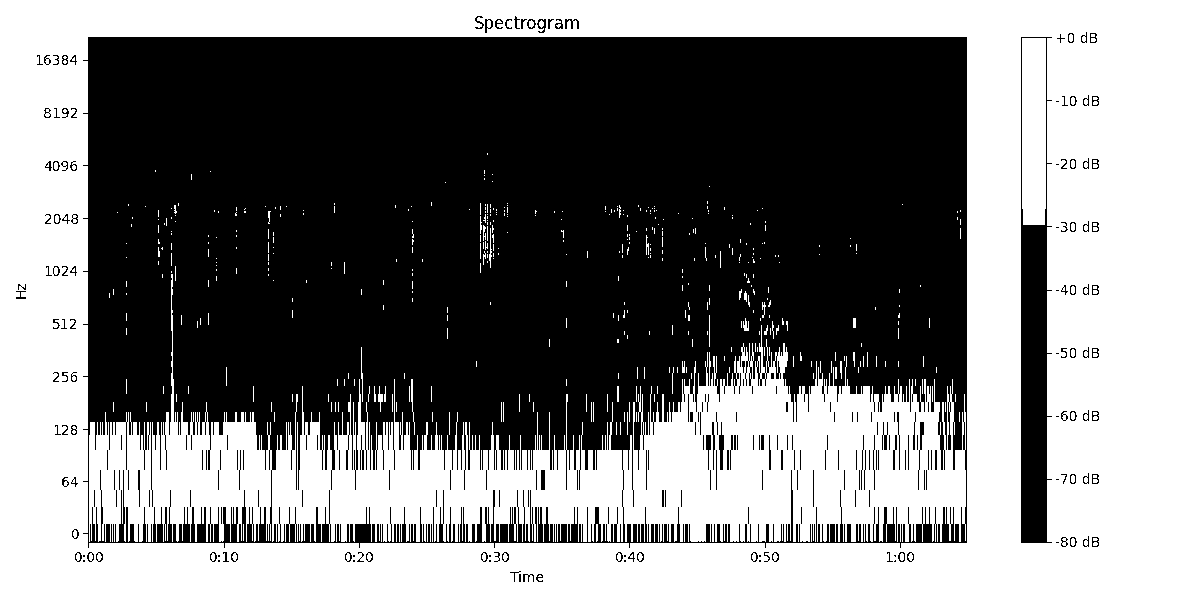 Spectrogram
Hz
16384
8192
4096
2048
1024
512
256
128
64
0
0:00 0:10 0:20 0:30 0:40 0:50 1:00
Time
+0 dB
-10 dB
-20 dB
-30 dB
-40 dB
-50 dB
-60 dB
-70 dB
-80 dB